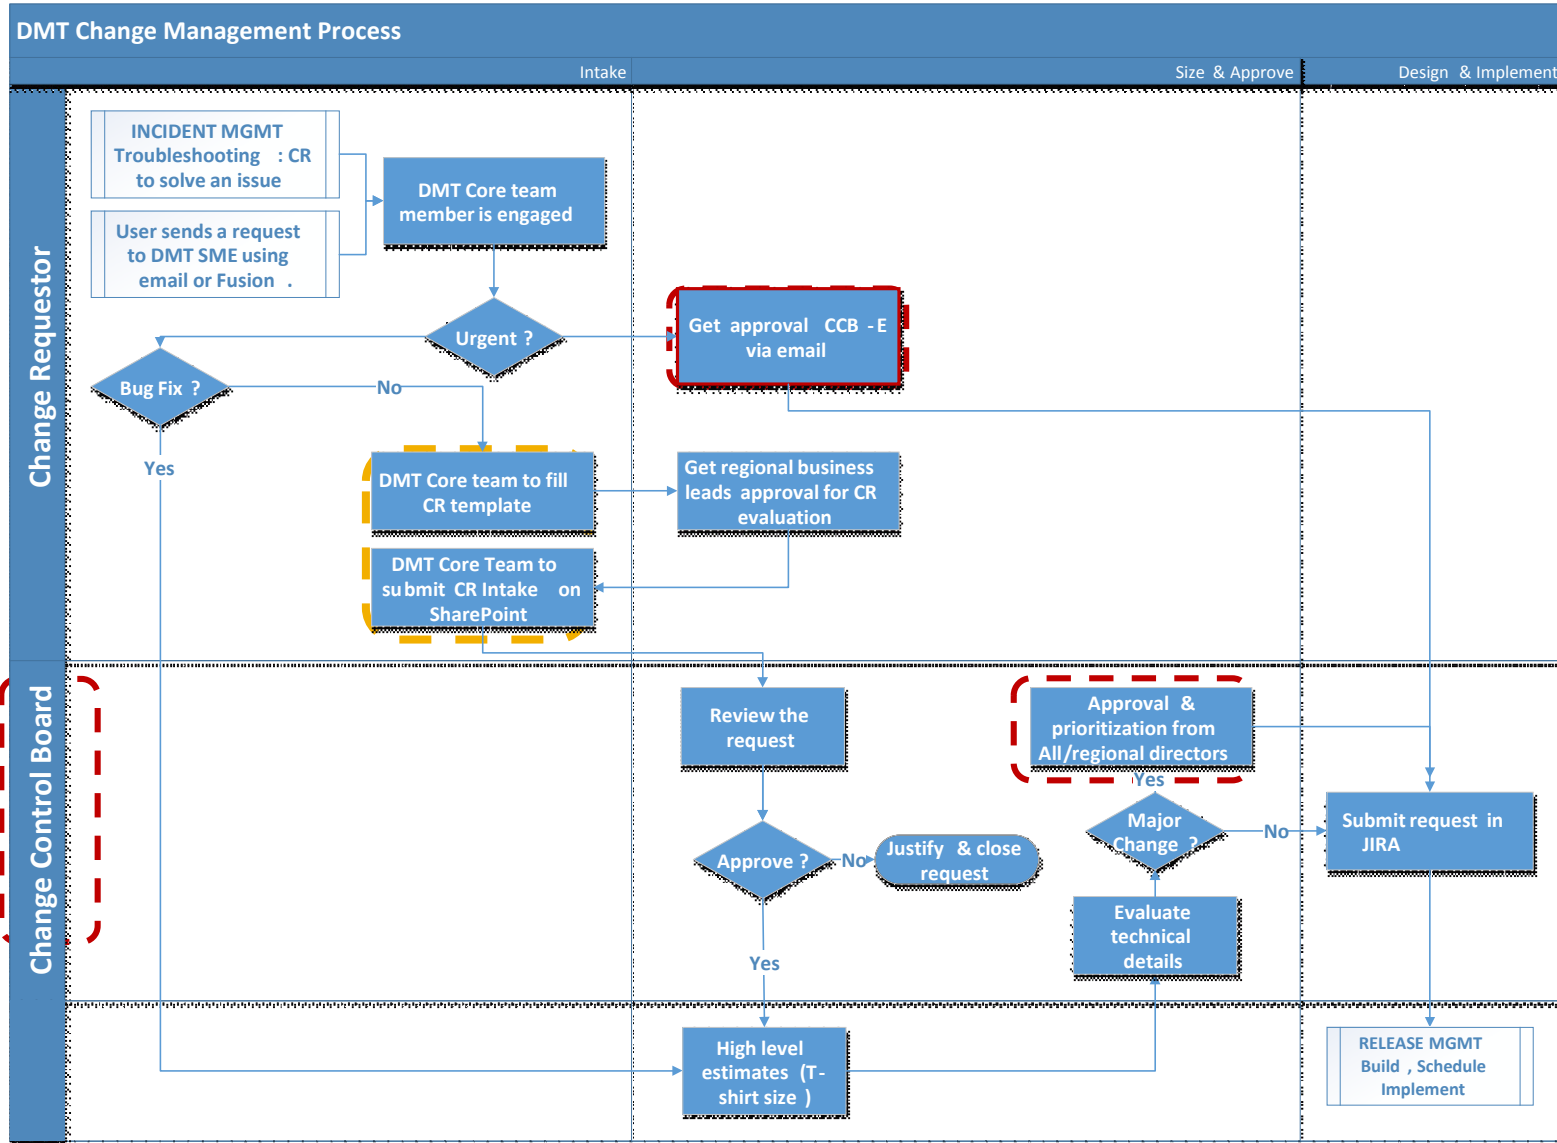 DMT Change Management Process
Intake
Size & Approve
Design & Implement
Change Requestor
INCIDENT MGMT
Troubleshooting : CR
to solve an issue
User sends a request
to DMT SME using
email or Fusion .
DMT Core team
member is engaged
Urgent ?
Get approval CCB -E
via email
Bug Fix ?
No
Yes
DMT Core team to fill
CR template
Get regional business
leads approval for CR
evaluation
DMT Core Team to
submit CR Intake on
SharePoint
Change Control Board
Review the
request
Approval &
prioritization from
All/regional directors
Yes
Major
Change ?
No
Submit request in
JIRA
Approve ?
No
Justify & close
request
Evaluate
technical
details
Yes
High level
estimates (T-
shirt size )
RELEASE MGMT
Build , Schedule
Implement